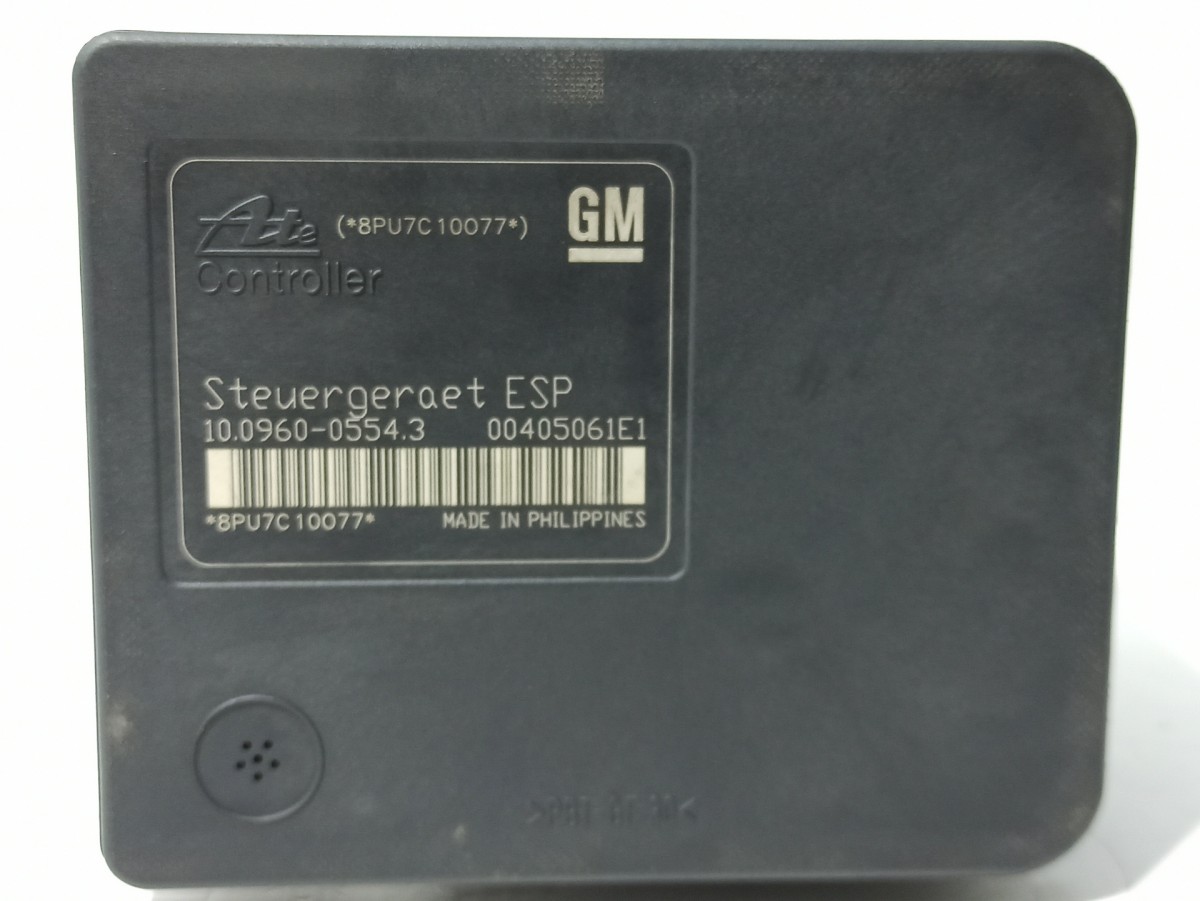 Ate (*8PU7C10077*) GM
Controller
Steuergeraet ESP
10.0960-0554.3 00405061E1
*8PU7C10077* MADE IN PHILIPPINES